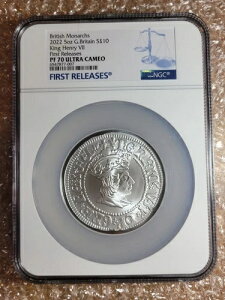 British Monarchs
2022 5oz G.Britain S£10
King Henry VII
First Releases
PF 70 ULTRA CAMEO
FIRST RELEASES
NGC